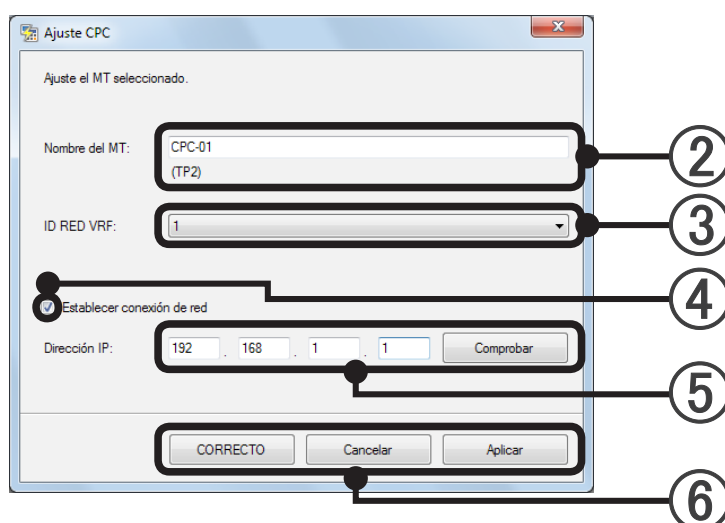 Ajuste CPC
Ajuste el MT seleccionado.
Nombre del MT: CPC-01
(TP2)
②
ID RED VRF: 1
③
④
Establecer conexión de red
Dirección IP: 192 . 168 . 1 . 1 Comprobar
⑤
CORRECTO Cancelar Aplicar
⑥